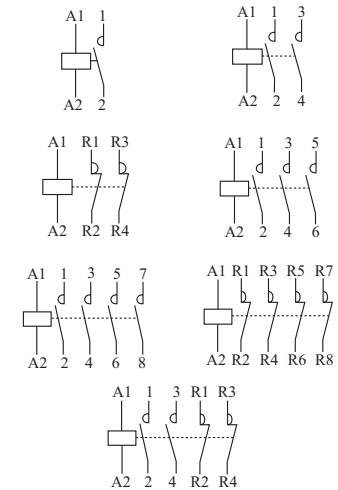 A1 1
A2 2
A1 1 3
A2 2 4
A1 R1 R3
A2 R2 R4
A1 1 3 5
A2 2 4 6
A1 1 3 5 7
A2 2 4 6 8
A1 R1 R3 R5 R7
A2 R2 R4 R6 R8
A1 1 3 R1 R3
A2 2 4 R2 R4